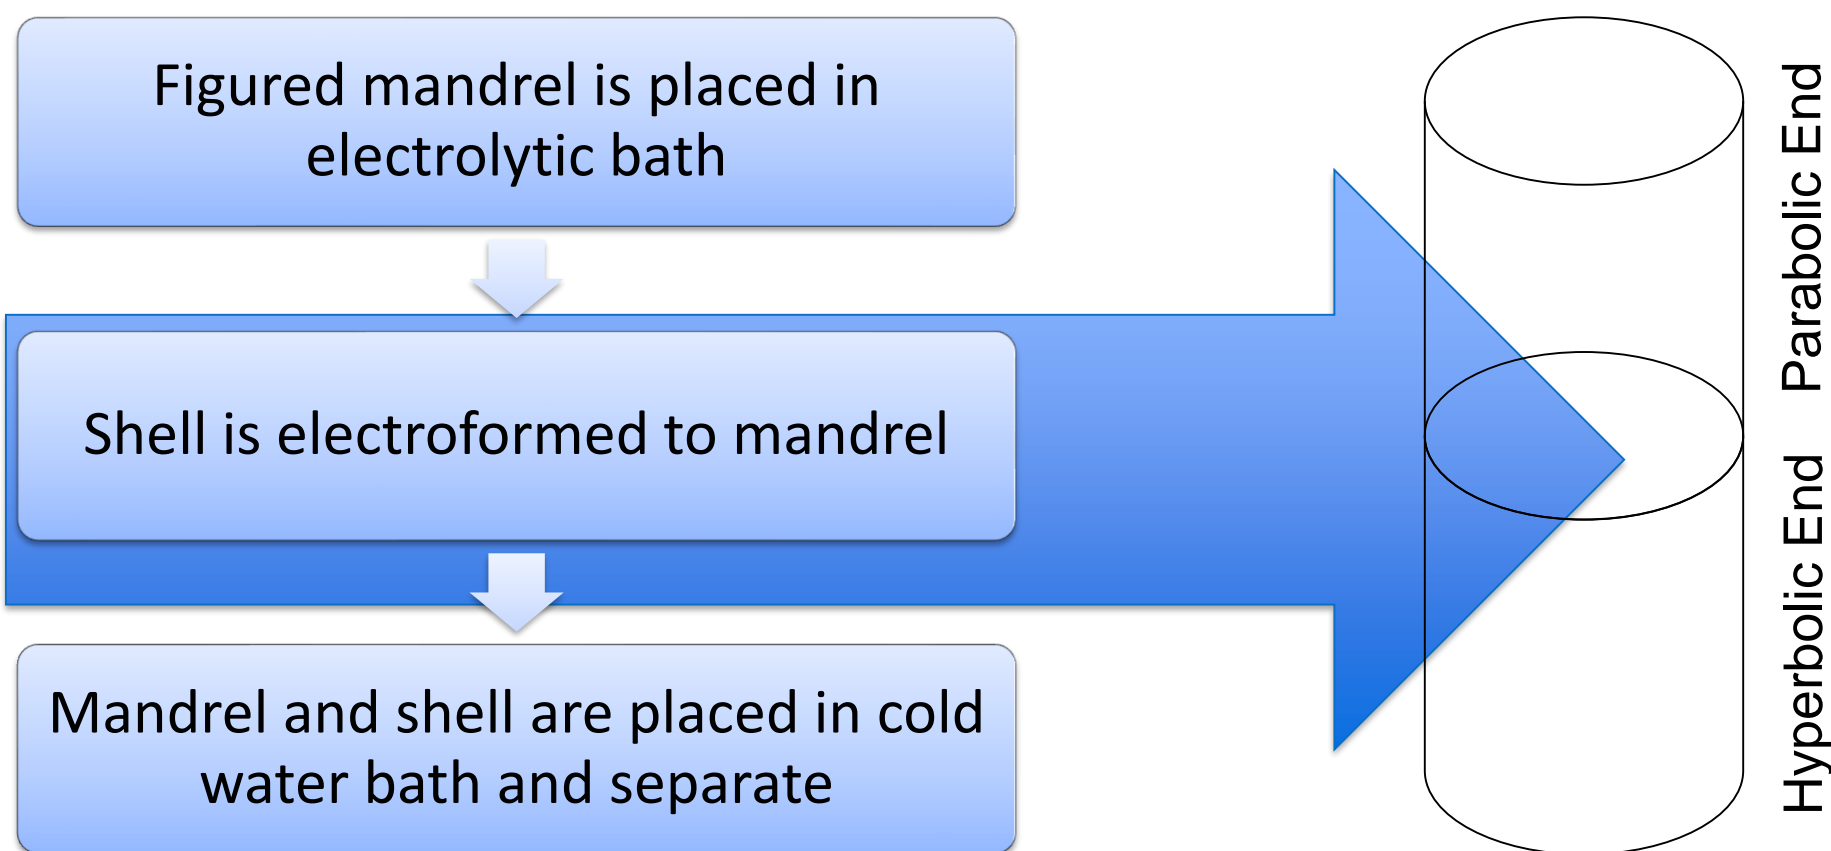 Figured mandrel is placed in
electrolytic bath
Shell is electroformed to mandrel
Mandrel and shell are placed in cold
water bath and separate
Parabolic End
Hyperbolic End